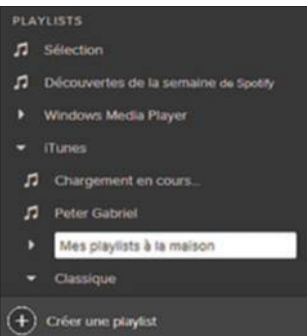 PLAYLISTS
Sélection
Découvertes de la semaine de Spotify
Windows Media Player
iTunes
Chargement en cours...
Peter Gabriel
Mes playlists à la maison
Classique
Créer une playlist